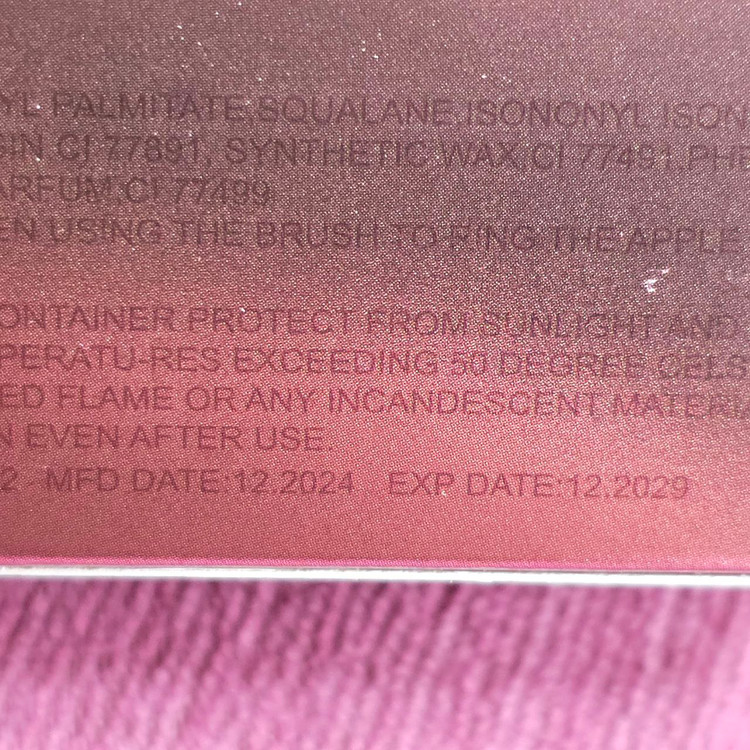 YL PALMITATE,SQUALANE,ISONONYL ISON
GIN,CI 77891, SYNTHETIC WAX,CI 77491,PHE
ARFUM,CI 77499
EN USING THE BRUSH TO RING THE APPLE
ONTAINER PROTECT FROM SUNLIGHT AND
PERATU-RES EXCEEDING 50 DEGREE CELS
ED FLAME OR ANY INCANDESCENT MATERI
N EVEN AFTER USE.
2 MFD DATE:12.2024 EXP DATE:12.2029